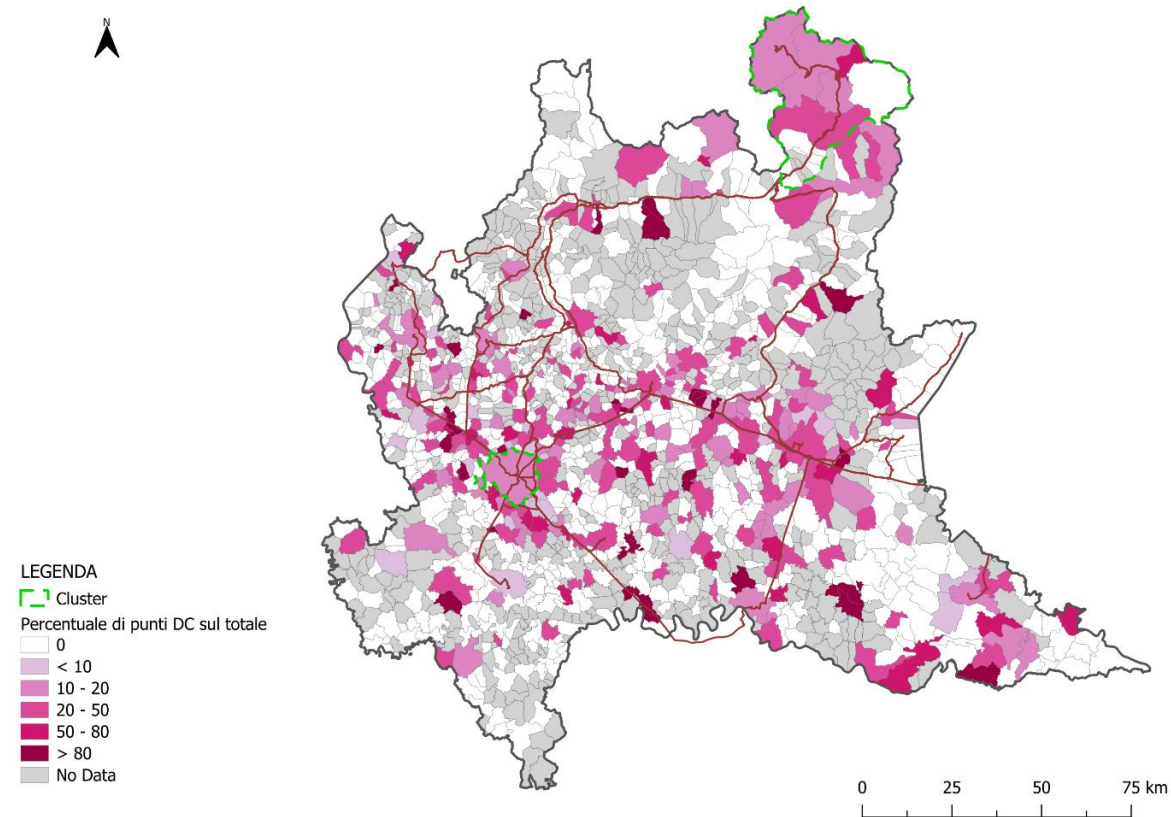 N
LEGENDA
Cluster
Percentuale di punti DC sul totale
0
< 10
10 - 20
20 - 50
50 - 80
> 80
No Data
0 25 50 75 km